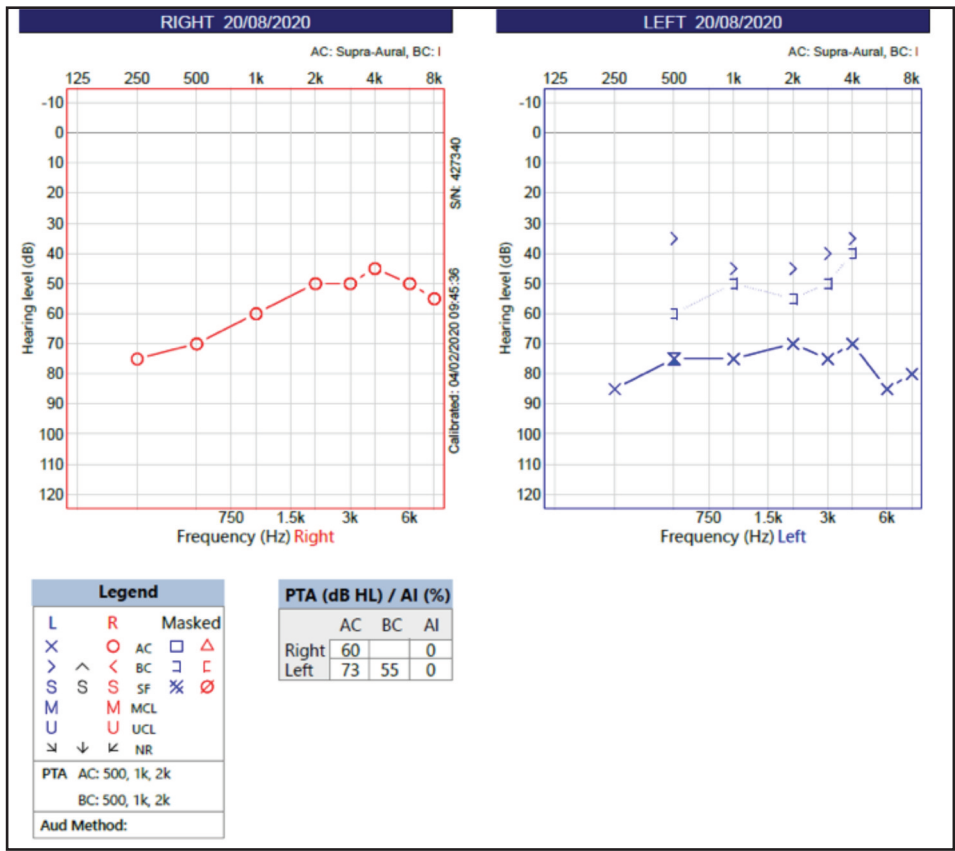 RIGHT 20/08/2020
AC: Supra-Aural, BC: I
125 250 500 1k 2k 4k 8k
-10
0
10
20
30
40
50
60
70
80
90
100
110
120
Hearing level (dB)
750 1.5k 3k 6k
Frequency (Hz) Right
S/N: 427340
Calibrated: 04/02/2020 09:45:36
LEFT 20/08/2020
AC: Supra-Aural, BC: I
125 250 500 1k 2k 4k 8k
-10
0
10
20
30
40
50
60
70
80
90
100
110
120
Hearing level (dB)
750 1.5k 3k 6k
Frequency (Hz) Left
Legend
L R Masked
AC
BC
S S S SF
M M MCL
U U UCL
NR
PTA AC: 500, 1k, 2k
BC: 500, 1k, 2k
Aud Method:
PTA (dB HL) / AI (%)
AC BC AI
Right 60 0
Left 73 55 0